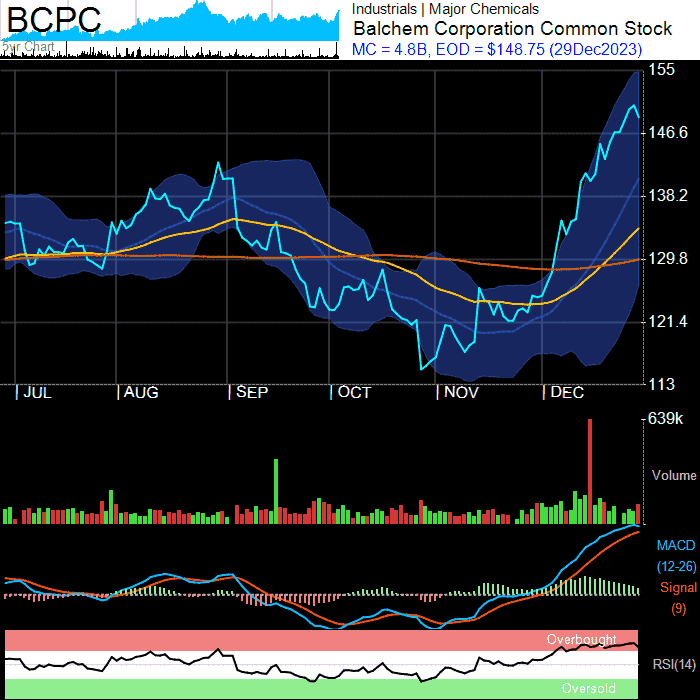 BCPC
5yr Chart
Industrials | Major Chemicals
Balchem Corporation Common Stock
MC = 4.8B, EOD = $148.75 (29Dec2023)
155
146.6
138.2
129.8
121.4
113
JUL AUG SEP OCT NOV DEC
639k
Volume
MACD
(12-26)
Signal
(9)
Overbought
RSI(14)
Oversold